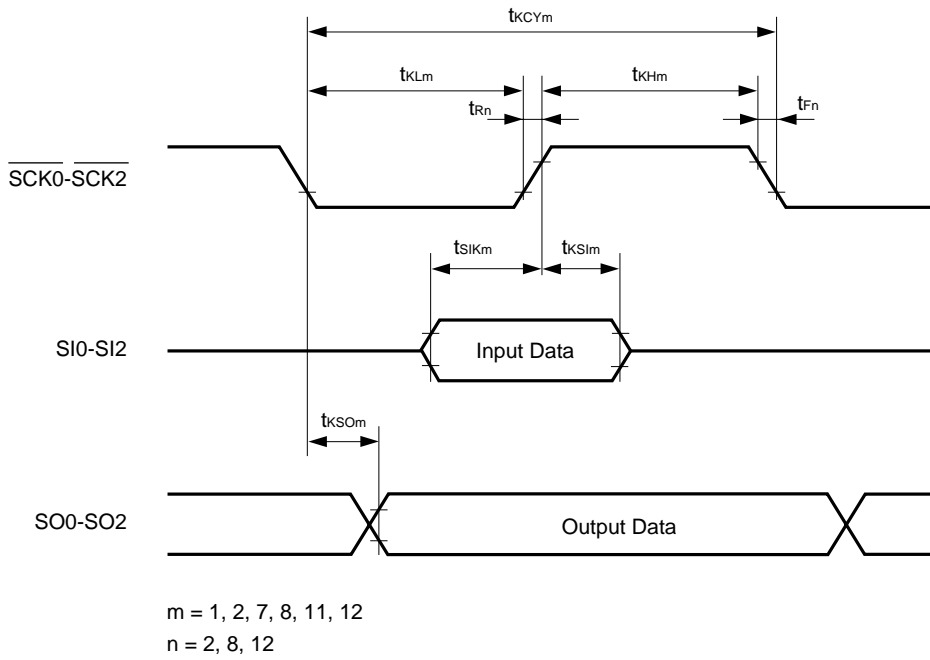 tKCYm
tKLm
tKHm
tRn
tFn
SCK0-SCK2
tSIKm
tKSIm
SI0-SI2
Input Data
tKSOm
SO0-SO2
Output Data
m = 1, 2, 7, 8, 11, 12
n = 2, 8, 12